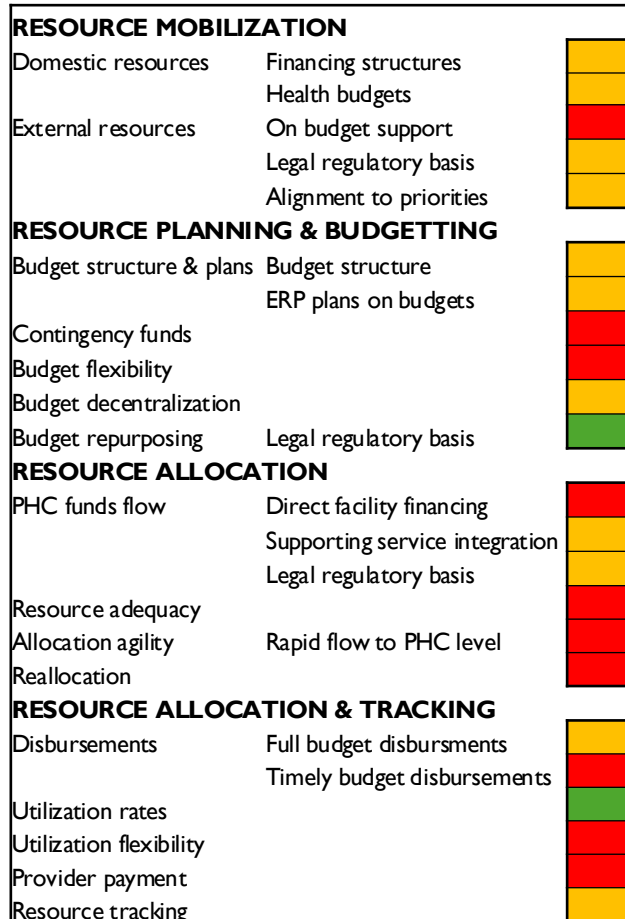 RESOURCE MOBILIZATION
Domestic resources Financing structures
Health budgets
External resources On budget support
Legal regulatory basis
Alignment to priorities
RESOURCE PLANNING & BUDGETTING
Budget structure & plans Budget structure
ERP plans on budgets
Contingency funds
Budget flexibility
Budget decentralization
Budget repurposing Legal regulatory basis
RESOURCE ALLOCATION
PHC funds flow Direct facility financing
Supporting service integration
Legal regulatory basis
Resource adequacy
Allocation agility Rapid flow to PHC level
Reallocation
RESOURCE ALLOCATION & TRACKING
Disbursements Full budget disbursments
Timely budget disbursements
Utilization rates
Utilization flexibility
Provider payment
Resource tracking